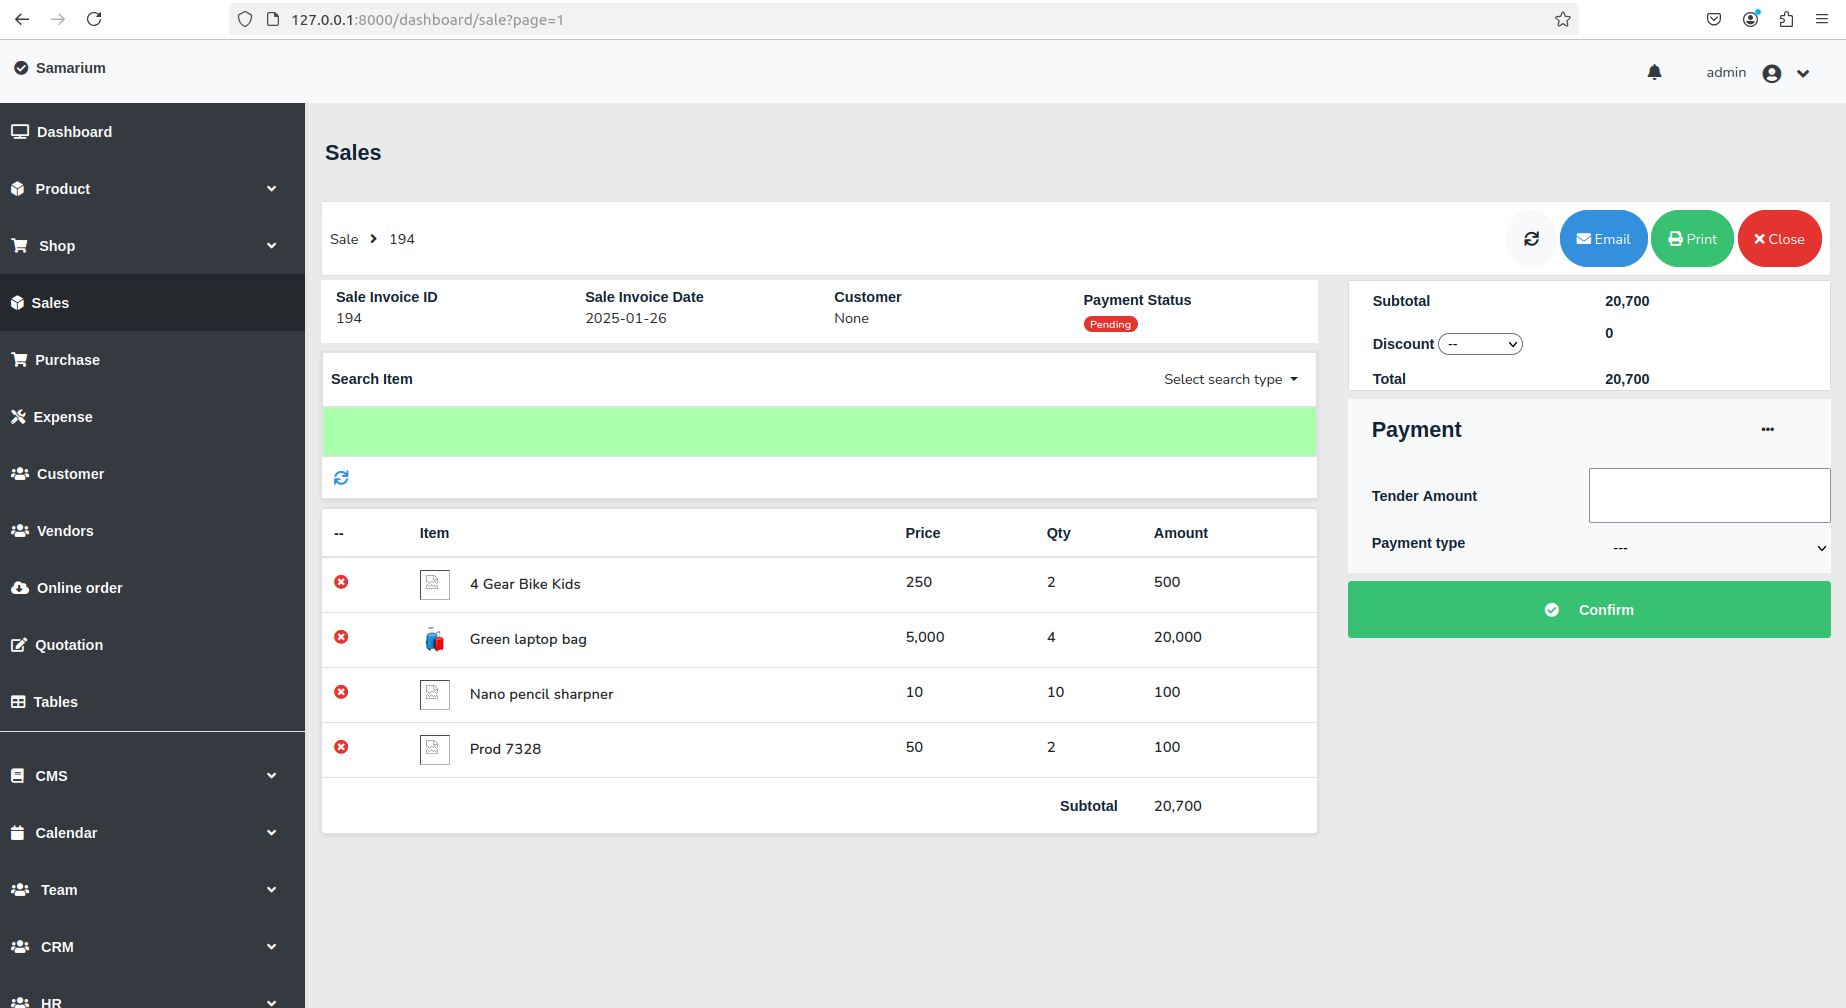 127.0.0.1:8000/dashboard/sale?page=1
Samarium
admin
Dashboard
Product
Shop
Sales
Purchase
Expense
Customer
Vendors
Online order
Quotation
Tables
CMS
Calendar
Team
CRM
HR
Sales
Sale 194
Email
Print
Close
Sale Invoice ID Sale Invoice Date Customer Payment Status
194 2025-01-26 None Pending
Search Item Select search type
-- Item Price Qty Amount
4 Gear Bike Kids 250 2 500
Green laptop bag 5,000 4 20,000
Nano pencil sharpner 10 10 100
Prod 7328 50 2 100
Subtotal 20,700
Subtotal 20,700
Discount -- 0
Total 20,700
Payment •••
Tender Amount
Payment type ---
Confirm